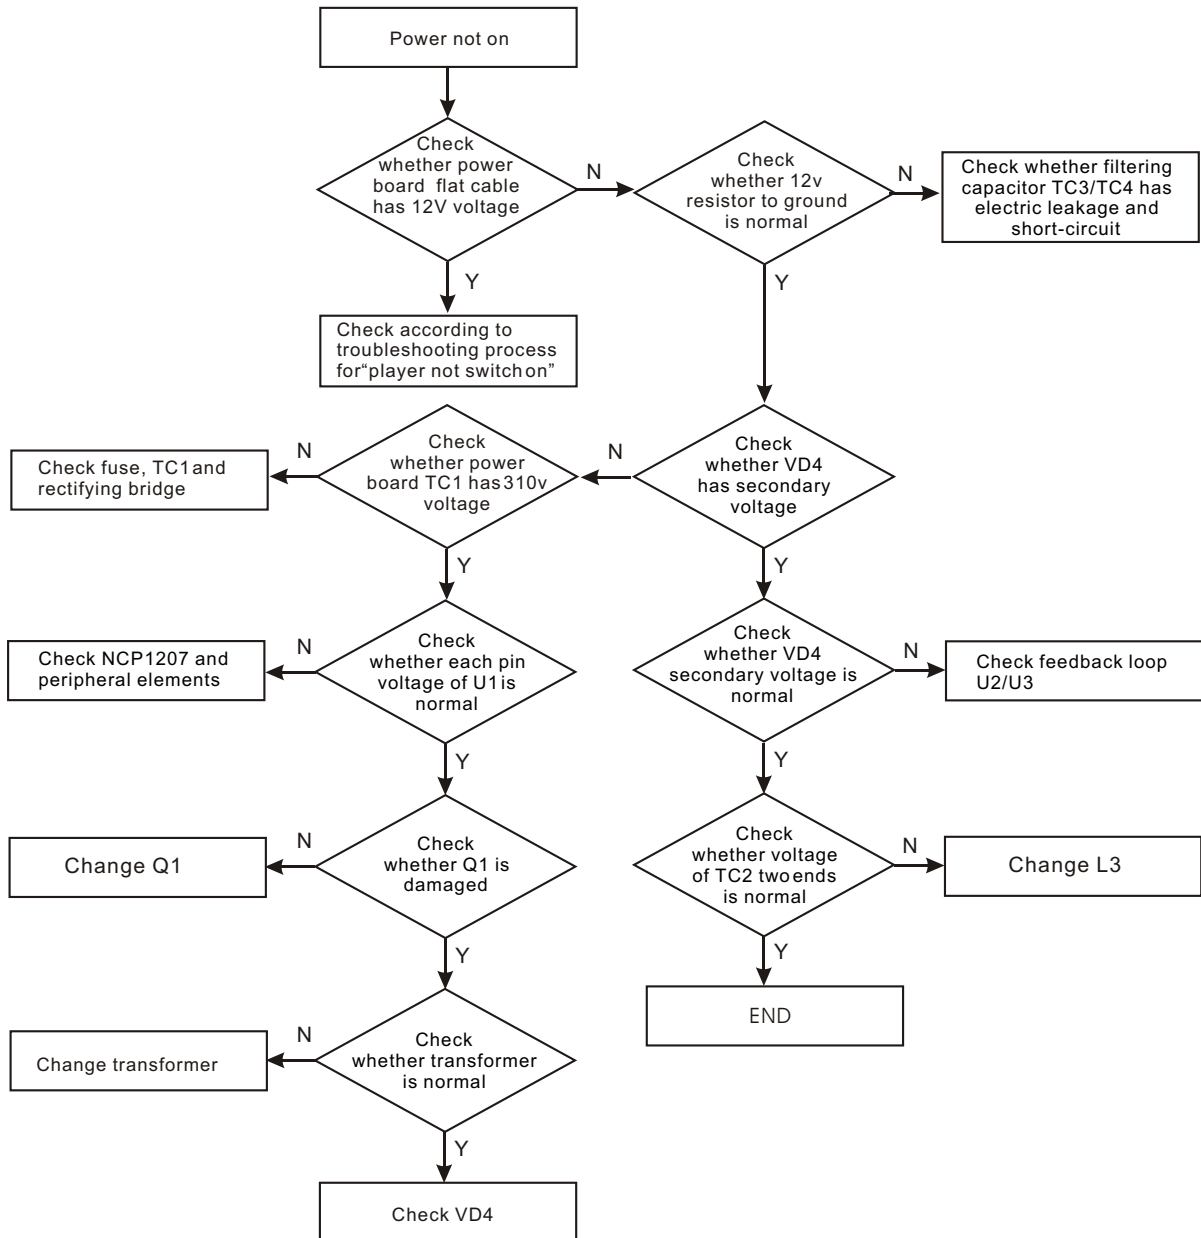 Power not on
Check
whether power
board flat cable
has 12V voltage
N
Check
whether 12v
resistor to ground
is normal
N
Check whether filtering
capacitor TC3/TC4 has
electric leakage and
short-circuit
Y
Y
Check according to
troubleshooting process
for“player not switch on”
Check
whether VD4
has secondary
voltage
N
Check
whether power
board TC1 has 310v
voltage
N
Check fuse, TC1 and
rectifying bridge
Y
Y
Check
whether each pin
voltage of U1 is
normal
N
Check NCP1207 and
peripheral elements
Check
whether VD4
secondary voltage is
normal
N
Check feedback loop
U2/U3
Y
Y
Check
whether Q1 is
damaged
N
Change Q1
Check
whether voltage
of TC2 two ends
is normal
N
Change L3
Y
Y
END
Check
whether transformer
is normal
N
Change transformer
Y
Check VD4